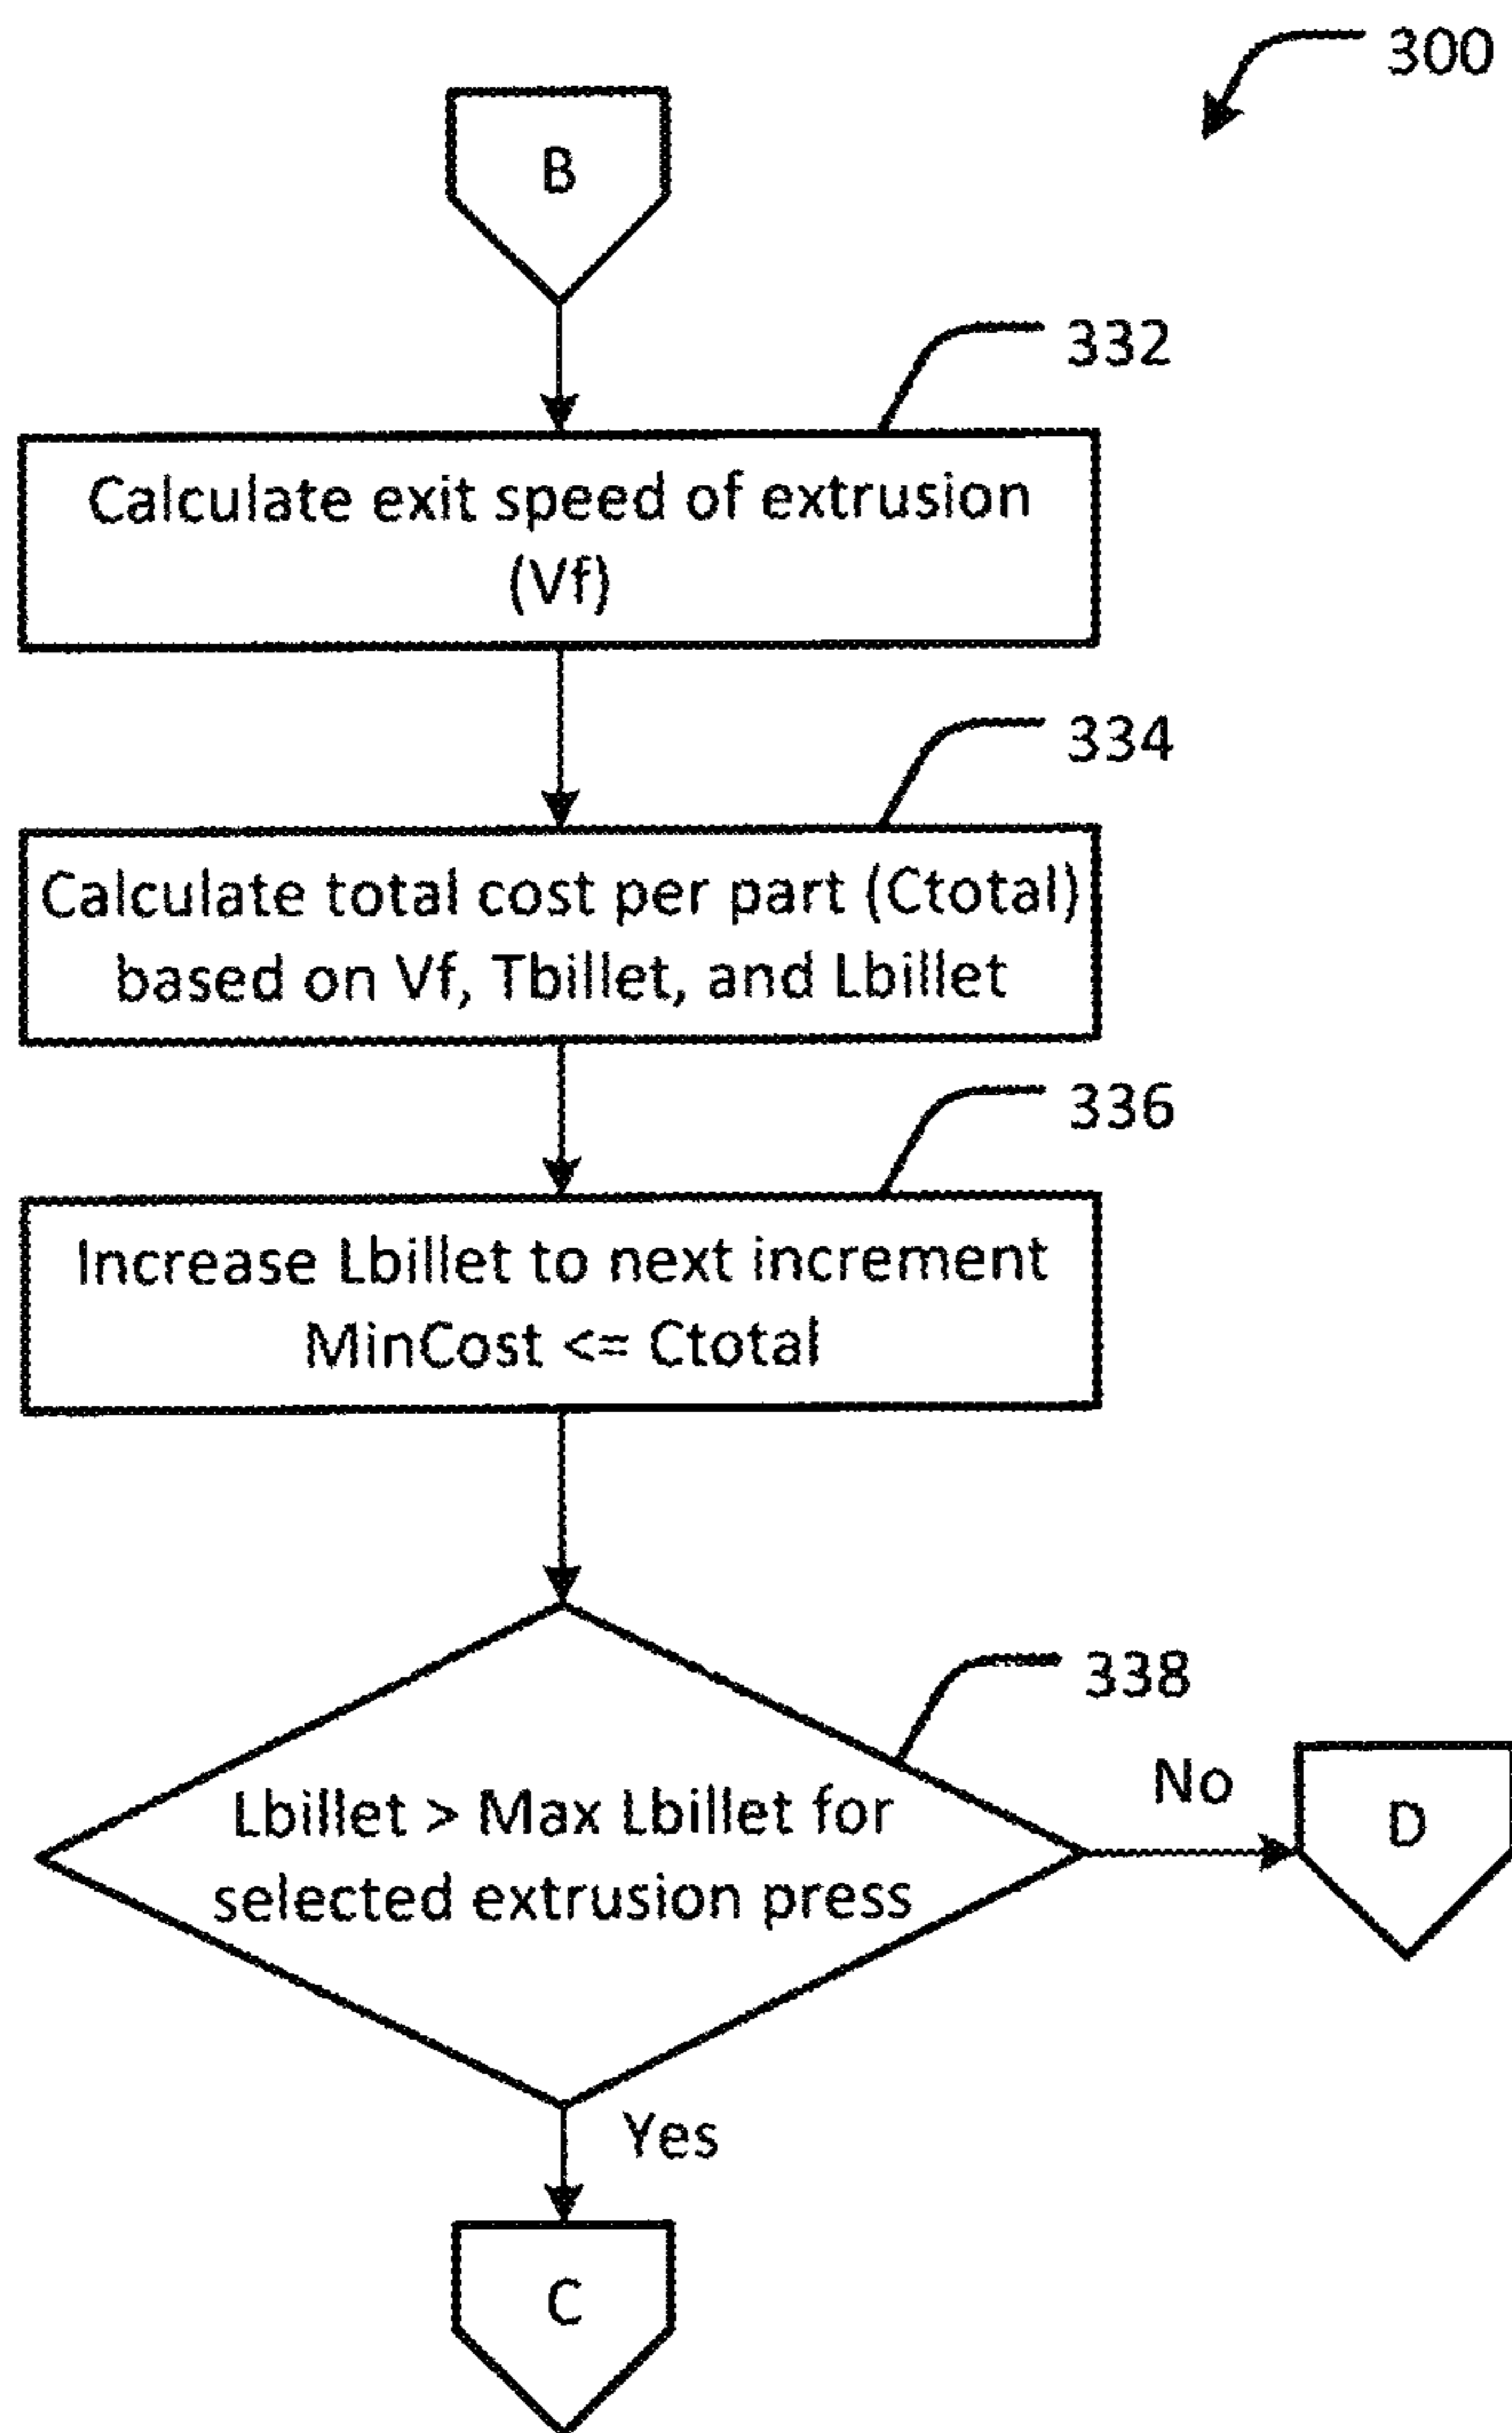 300
B
332
Calculate exit speed of extrusion
(Vf)
334
Calculate total cost per part (Ctotal)
based on Vf, Tbillet, and Lbillet
336
Increase Lbillet to next increment
MinCost <= Ctotal
338
Lbillet > Max Lbillet for
selected extrusion press
No
D
Yes
C